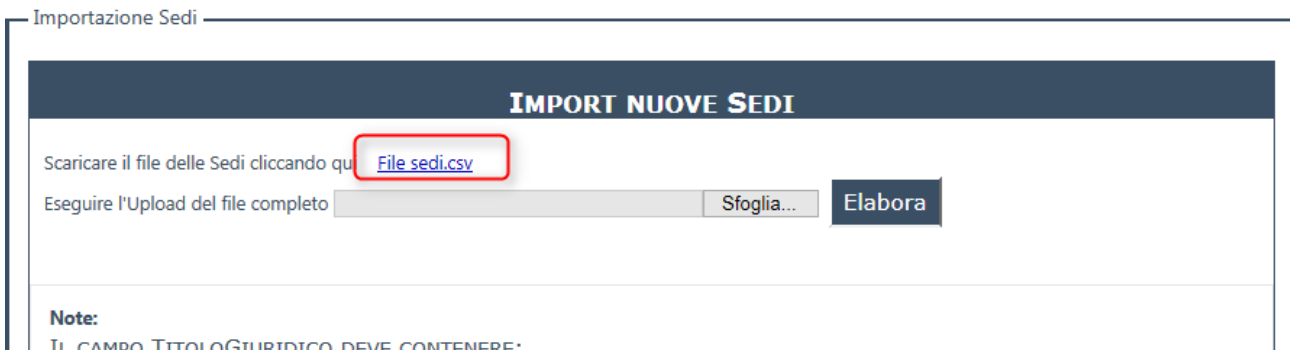 Importazione Sedi
IMPORT NUOVE SEDI
Scaricare il file delle Sedi cliccando qu File sedi.csv
Eseguire l'Upload del file completo Sfoglia... Elabora
Note:
IL CAMPO TITOLOGIURIDICO DEVE CONTENERE: